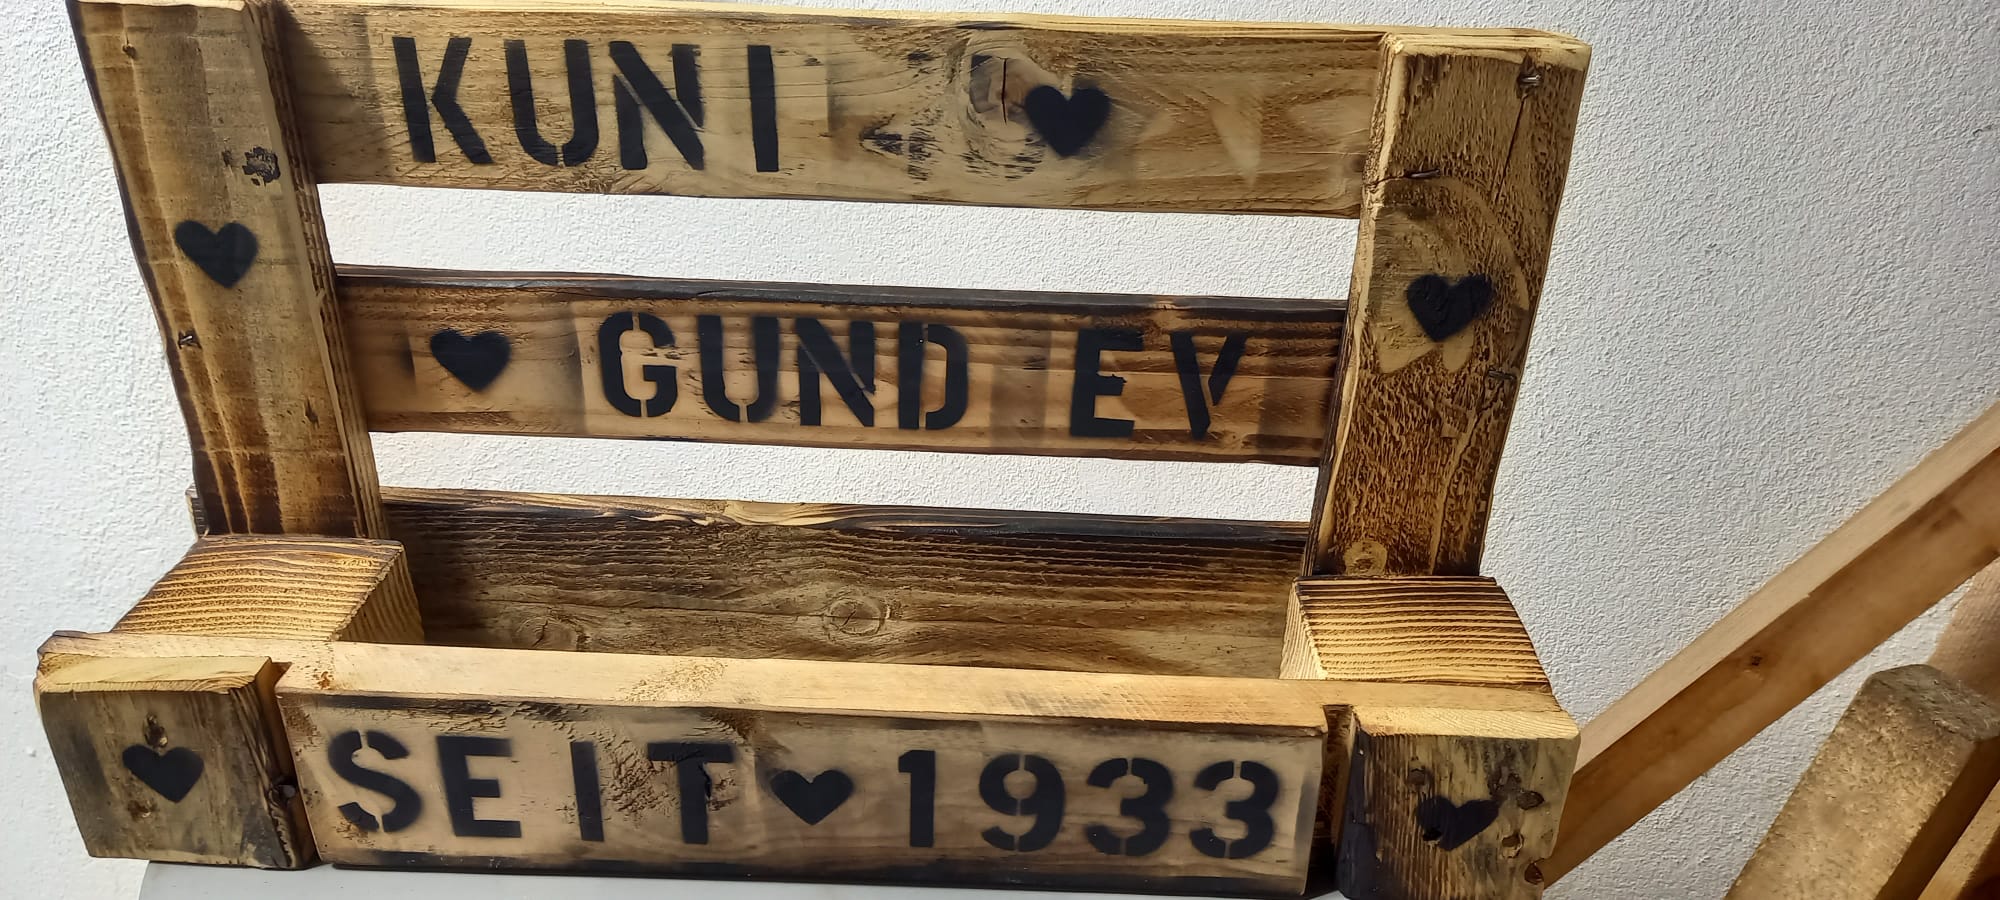 KUNI
GUND EV
SEIT 1933